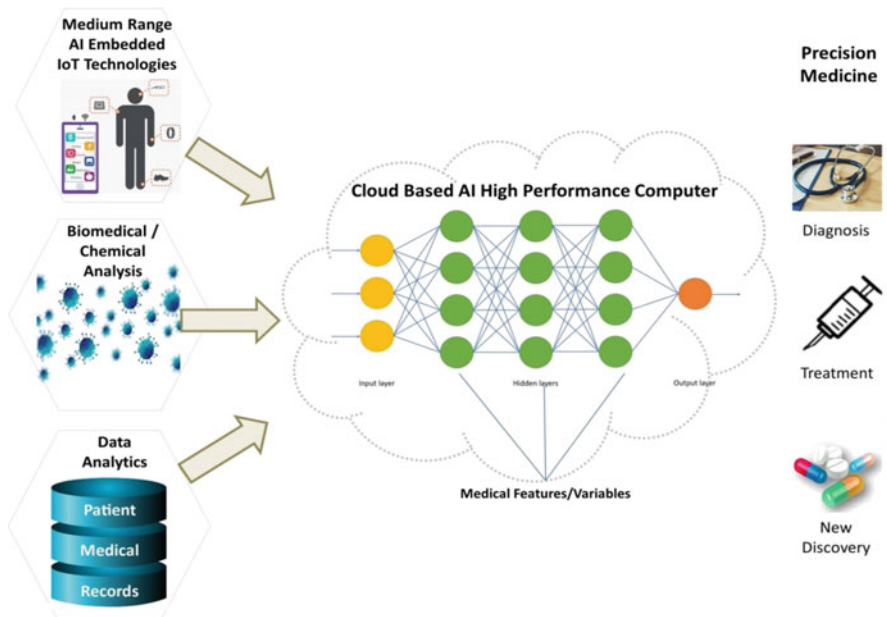 Medium Range
AI Embedded
IoT Technologies
Biomedical /
Chemical
Analysis
Data
Analytics
Patient
Medical
Records
Cloud Based AI High Performance Computer
Input layer
Hidden layers
Output layer
Medical Features/Variables
Precision
Medicine
Diagnosis
Treatment
New
Discovery